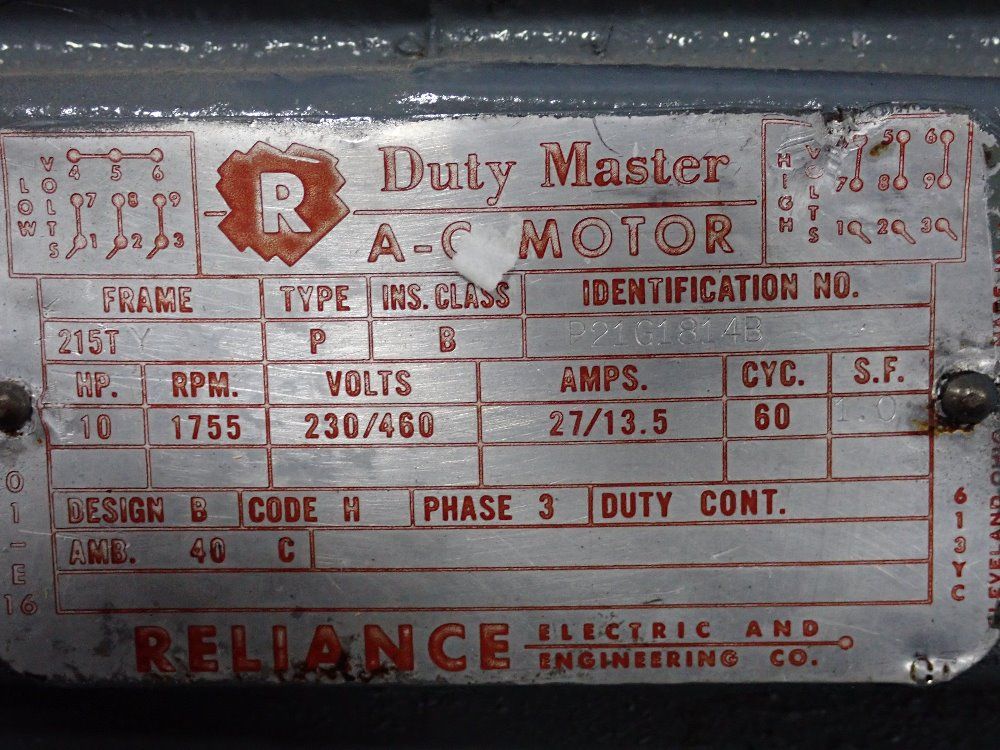 LOW VOLTS
4 5 6
7 8 9
1 2 3
R
Duty Master
A-C MOTOR
HIGH VOLTS
4 5 6
7 8 9
1 2 3
FRAME TYPE INS. CLASS IDENTIFICATION NO.
215T Y P B P21G1814B
HP. RPM. VOLTS AMPS. CYC. S.F.
10 1755 230/460 27/13.5 60 1.0
DESIGN B CODE H PHASE 3 DUTY CONT.
AMB. 40 C
RELIANCE ELECTRIC AND
ENGINEERING CO.
01-E16
613YC
CLEVELAND OHIO